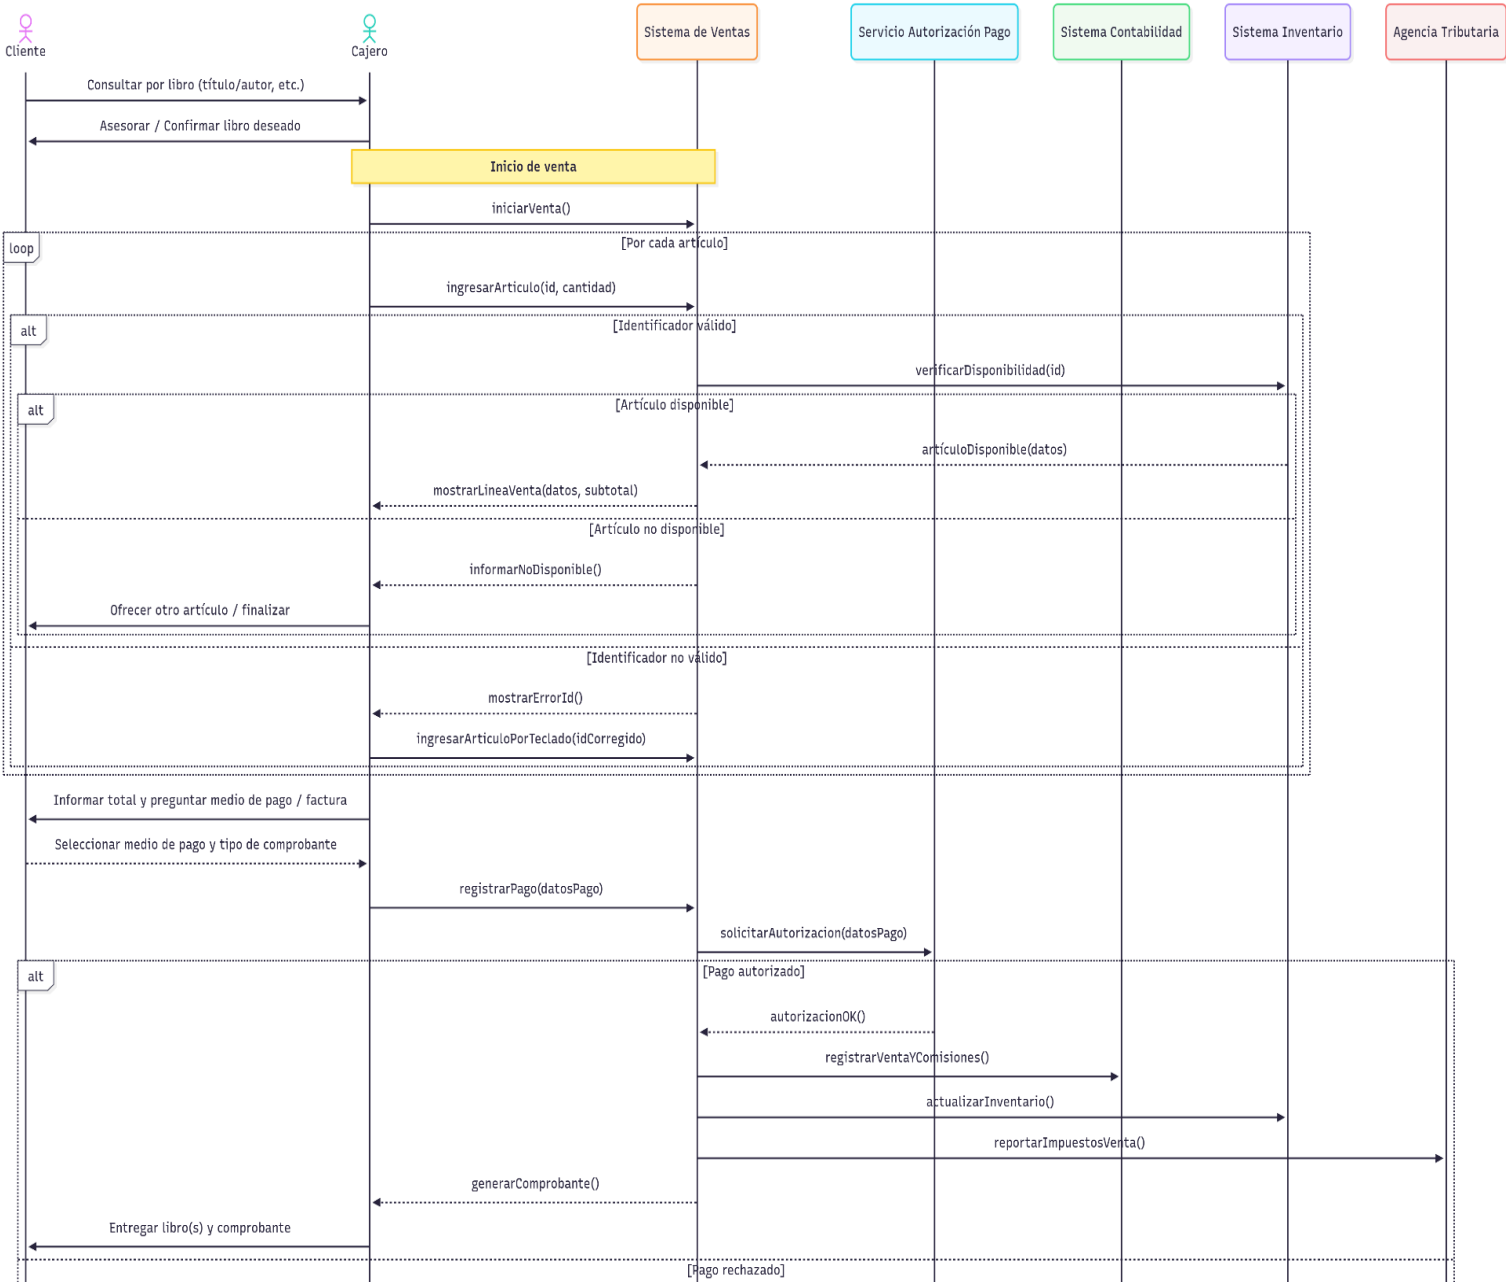 Cliente
Cajero
Sistema de Ventas
Servicio Autorización Pago
Sistema Contabilidad
Sistema Inventario
Agencia Tributaria
Consultar por libro (título/autor, etc.)
Asesorar / Confirmar libro deseado
Inicio de venta
iniciarVenta()
loop
[Por cada artículo]
ingresarArticulo(id, cantidad)
alt
[Identificador válido]
verificarDisponibilidad(id)
alt
[Artículo disponible]
artículoDisponible(datos)
mostrarLineaVenta(datos, subtotal)
[Artículo no disponible]
informarNoDisponible()
Ofrecer otro artículo / finalizar
[Identificador no válido]
mostrarErrorId()
ingresarArticuloPorTeclado(idCorregido)
Informar total y preguntar medio de pago / factura
Seleccionar medio de pago y tipo de comprobante
registrarPago(datosPago)
solicitarAutorizacion(datosPago)
alt
[Pago autorizado]
autorizacionOK()
registrarVentaYComisiones()
actualizarInventario()
reportarImpuestosVenta()
generarComprobante()
Entregar libro(s) y comprobante
[Pago rechazado]